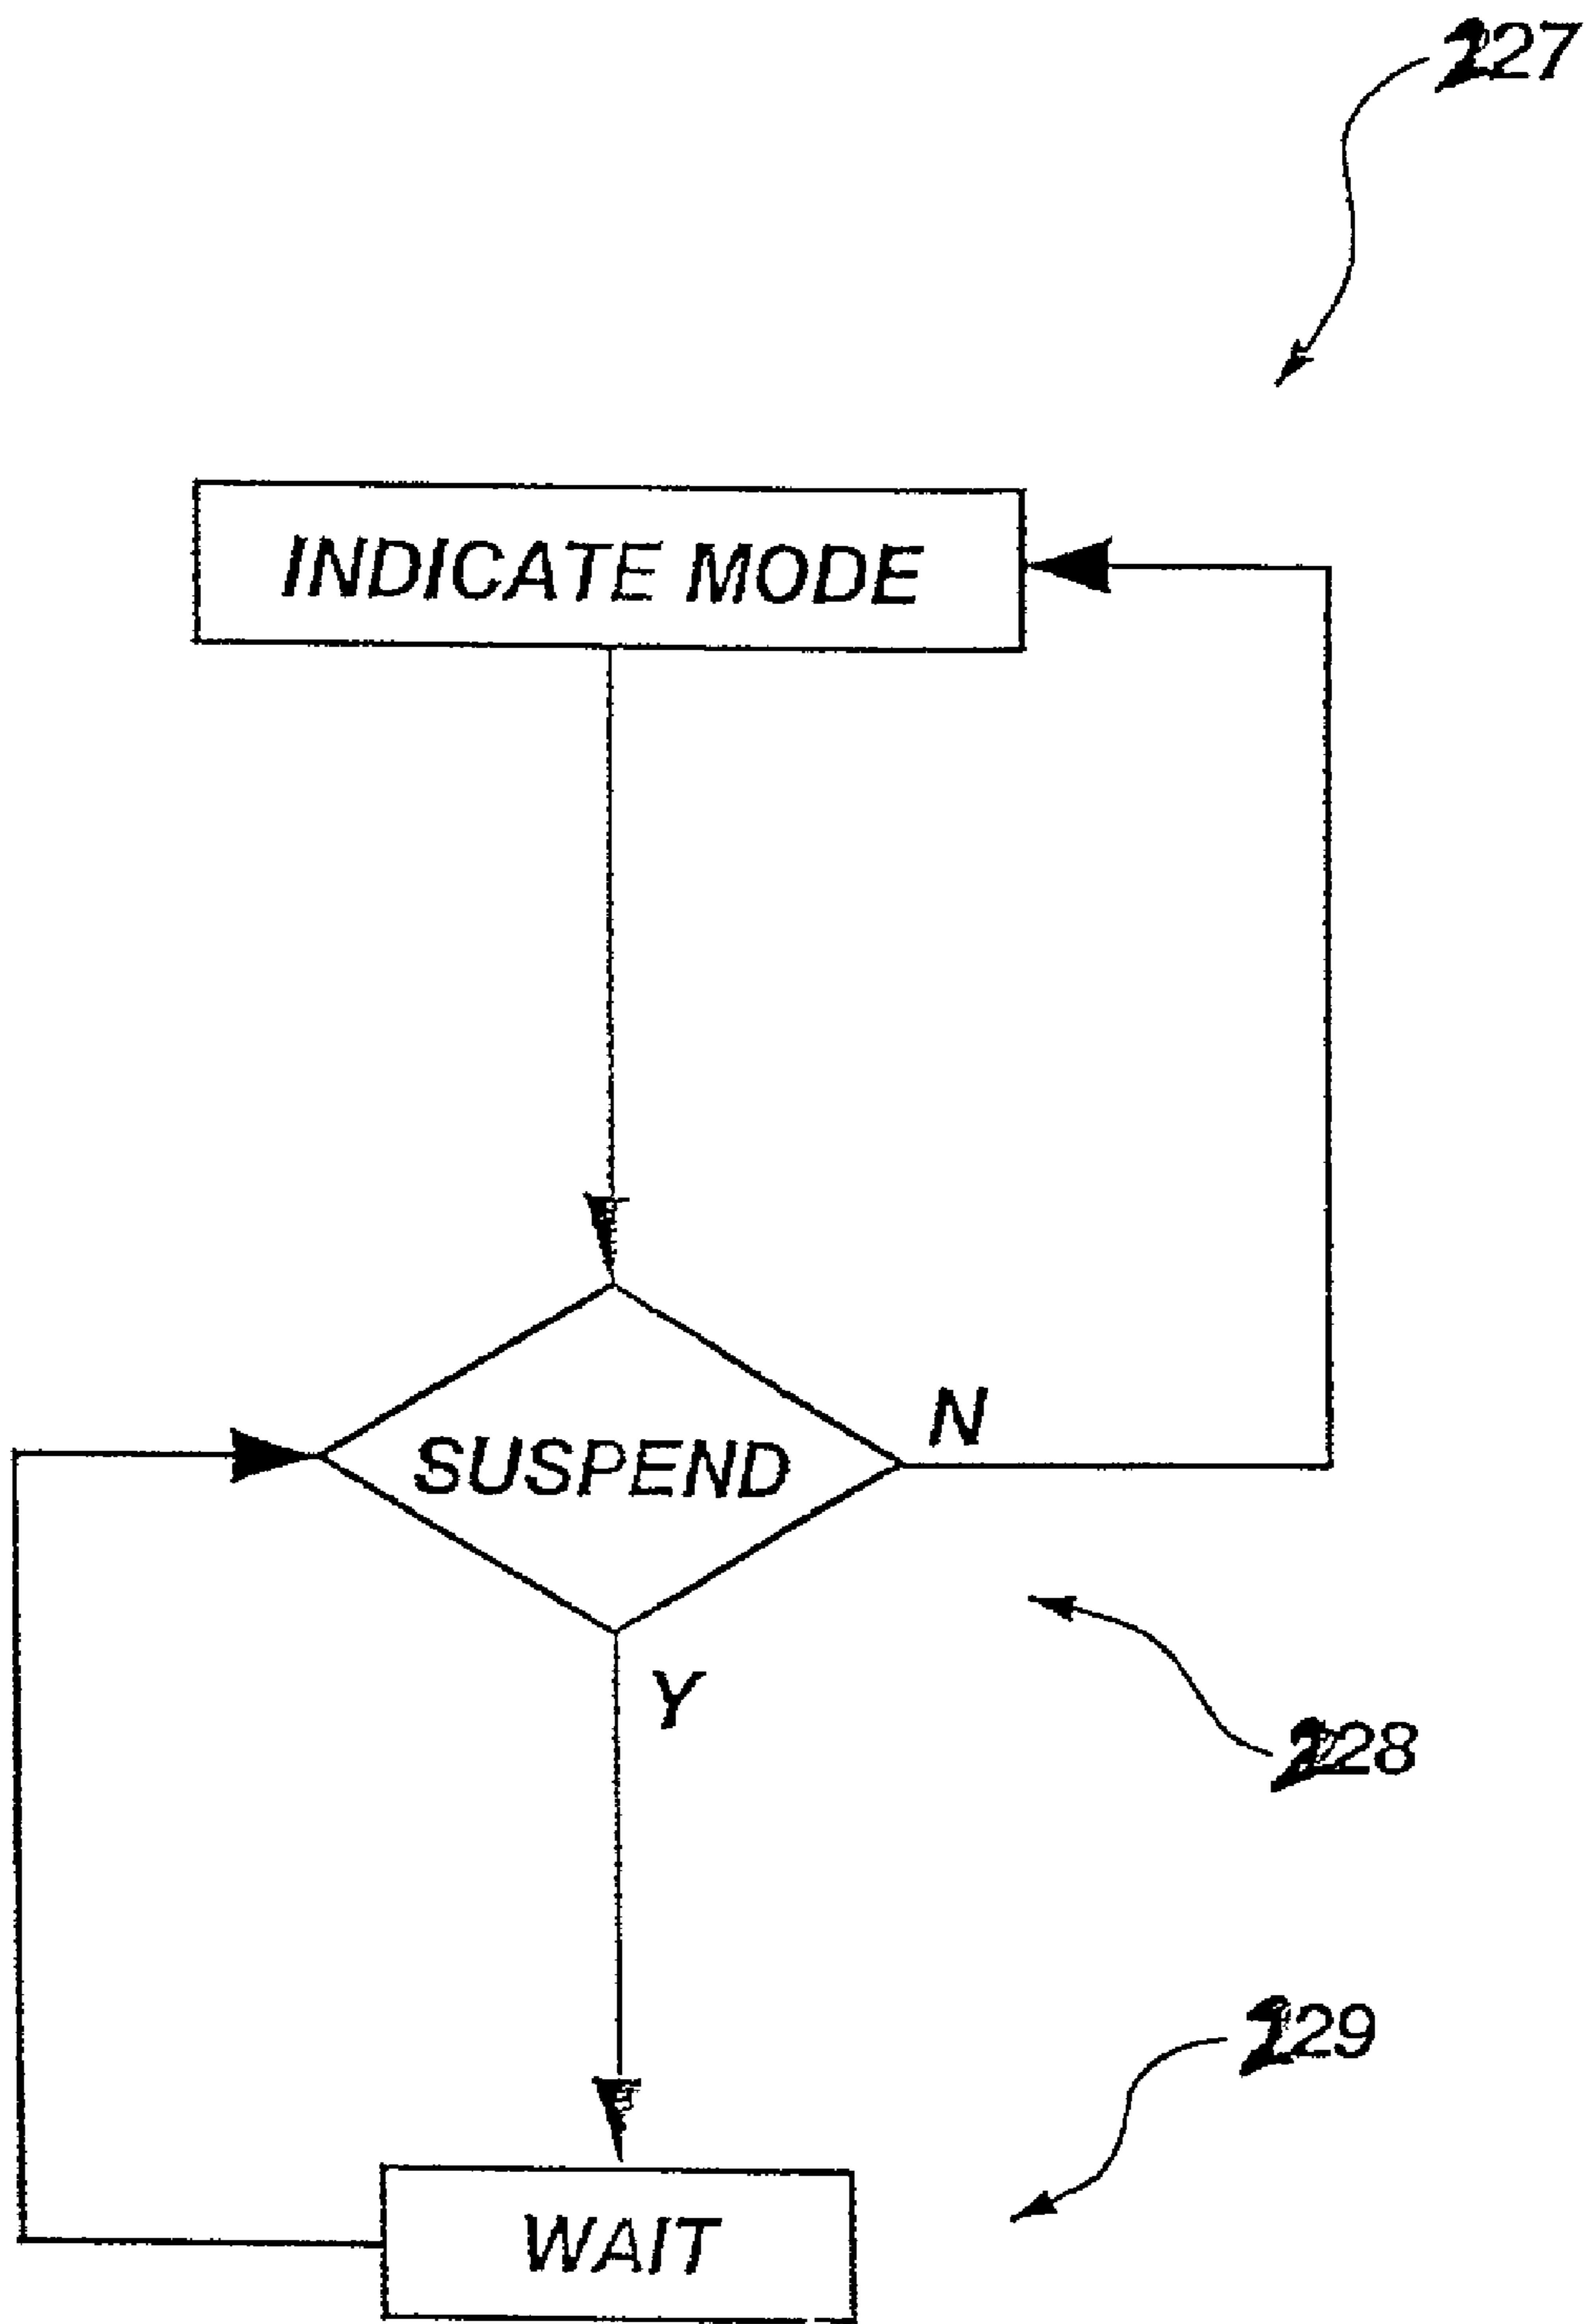 227
INDICATE MODE
N
SUSPEND
Y
228
229
WAIT